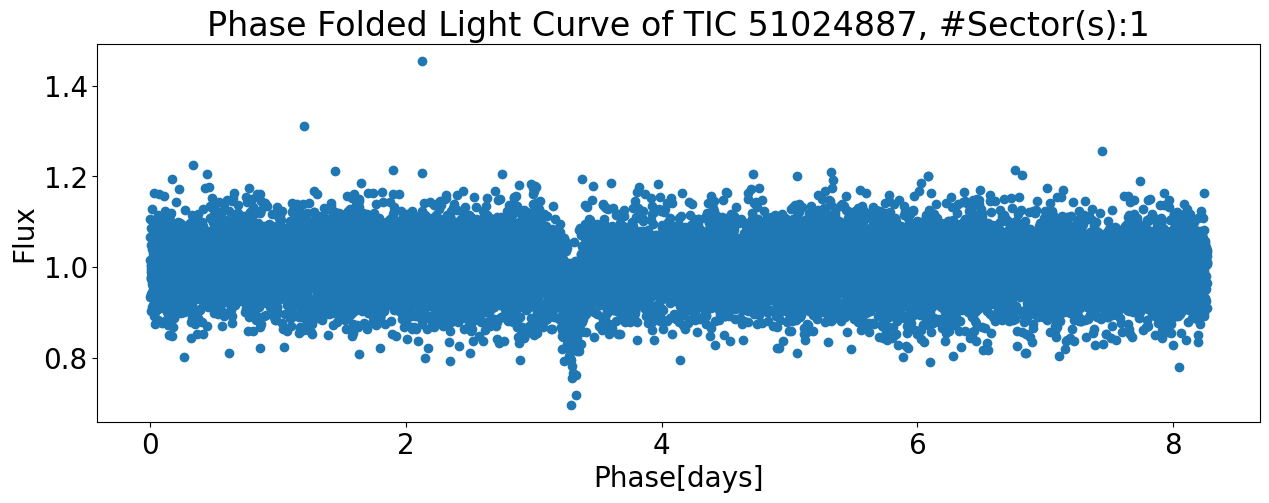 Phase Folded Light Curve of TIC 51024887, #Sector(s):1
1.4
1.2
1.0
0.8
Flux
0 2 4 6 8
Phase[days]